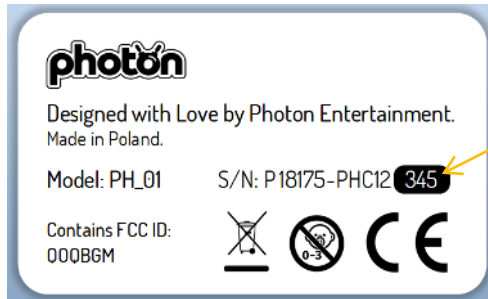 photon
Designed with Love by Photon Entertainment.
Made in Poland.
Model: PH_01 S/N: P18175-PHC12 345
Contains FCC ID:
OOQBGM
0-3
CE